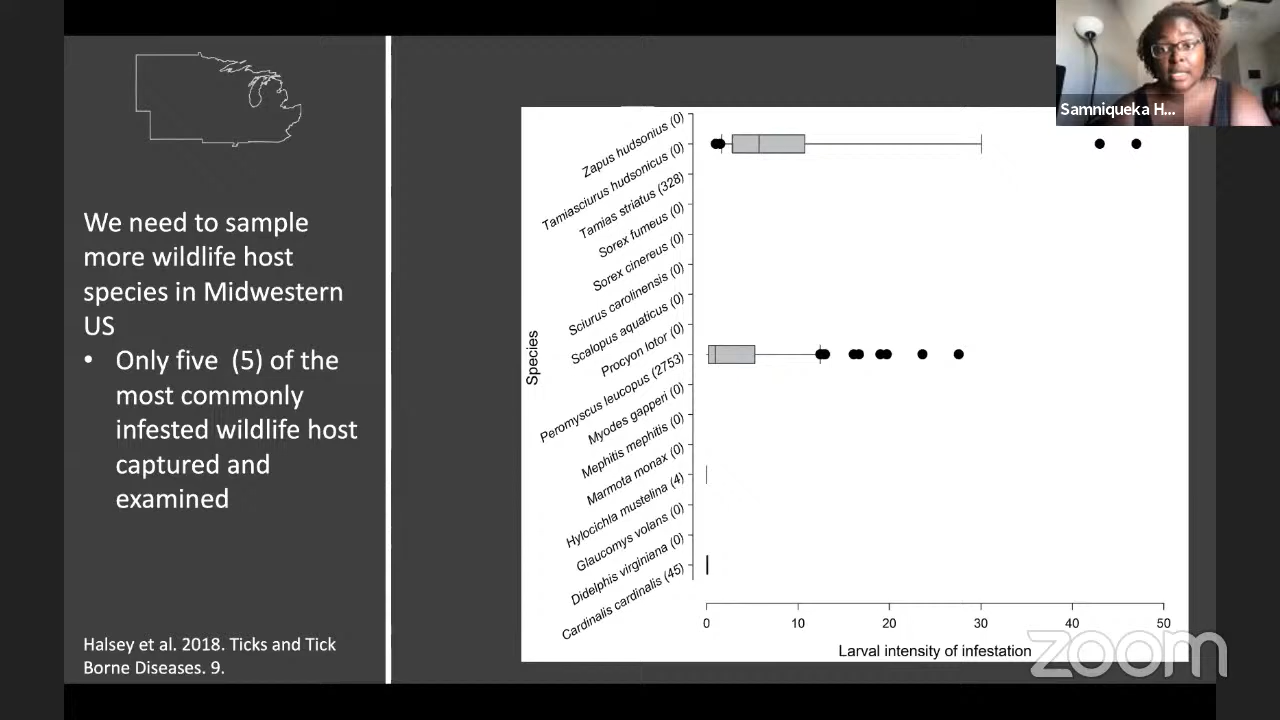 Samniqueka H...
We need to sample
more wildlife host
species in Midwestern
US
• Only five (5) of the
most commonly
infested wildlife host
captured and
examined
Halsey et al. 2018. Ticks and Tick
Borne Diseases. 9.
Species
Zapus hudsonius (0)
Tamiasciurus hudsonicus (0)
Tamias striatus (328)
Sorex fumeus (0)
Sorex cinereus (0)
Sciurus carolinensis (0)
Scalopus aquaticus (0)
Procyon lotor (0)
Peromyscus leucopus (2753)
Myodes gapperi (0)
Mephitis mephitis (0)
Marmota monax (0)
Hylocichla mustelina (4)
Glaucomys volans (0)
Didelphis virginiana (0)
Cardinalis cardinalis (45)
0 10 20 30 40 50
Larval intensity of infestation
zoom